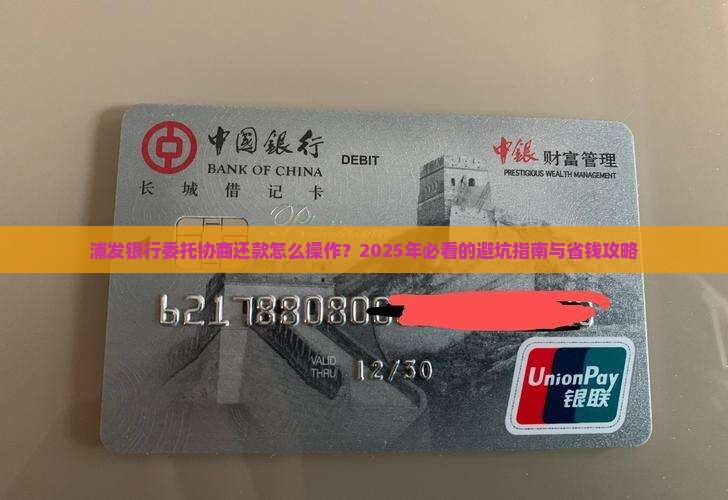 中国银行
BANK OF CHINA
DEBIT
中銀 财富管理
PRESTIGIOUS WEALTH MANAGEMENT
长城借记卡
浦发银行委托协商还款怎么操作？2025年必看的避坑指南与省钱攻略
6217880800
VALID
THRU
12/30
UnionPay
银联